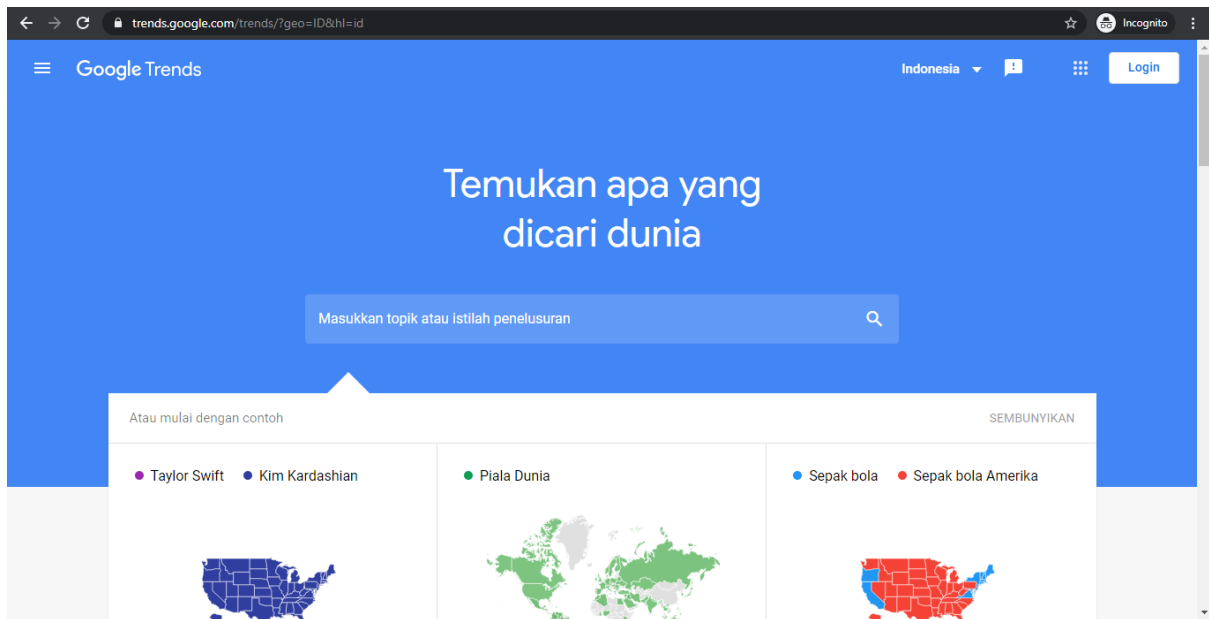 trends.google.com/trends/?geo=ID&hl=id
Incognito
Google Trends
Indonesia
Login
Temukan apa yang
dicari dunia
Masukkan topik atau istilah penelusuran
Atau mulai dengan contoh
SEMBUNYIKAN
Taylor Swift
Kim Kardashian
Piala Dunia
Sepak bola
Sepak bola Amerika